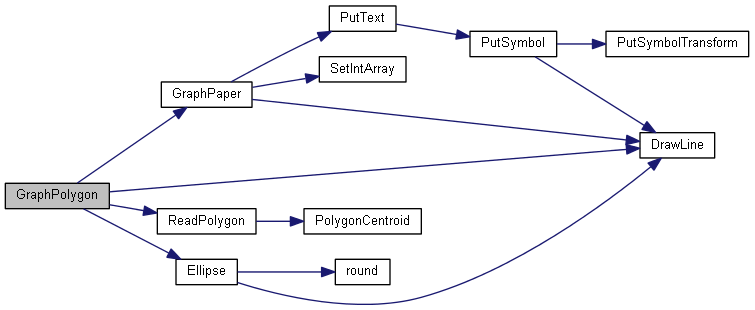 PutText
PutSymbol
PutSymbolTransform
SetIntArray
GraphPaper
DrawLine
GraphPolygon
ReadPolygon
PolygonCentroid
Ellipse
round